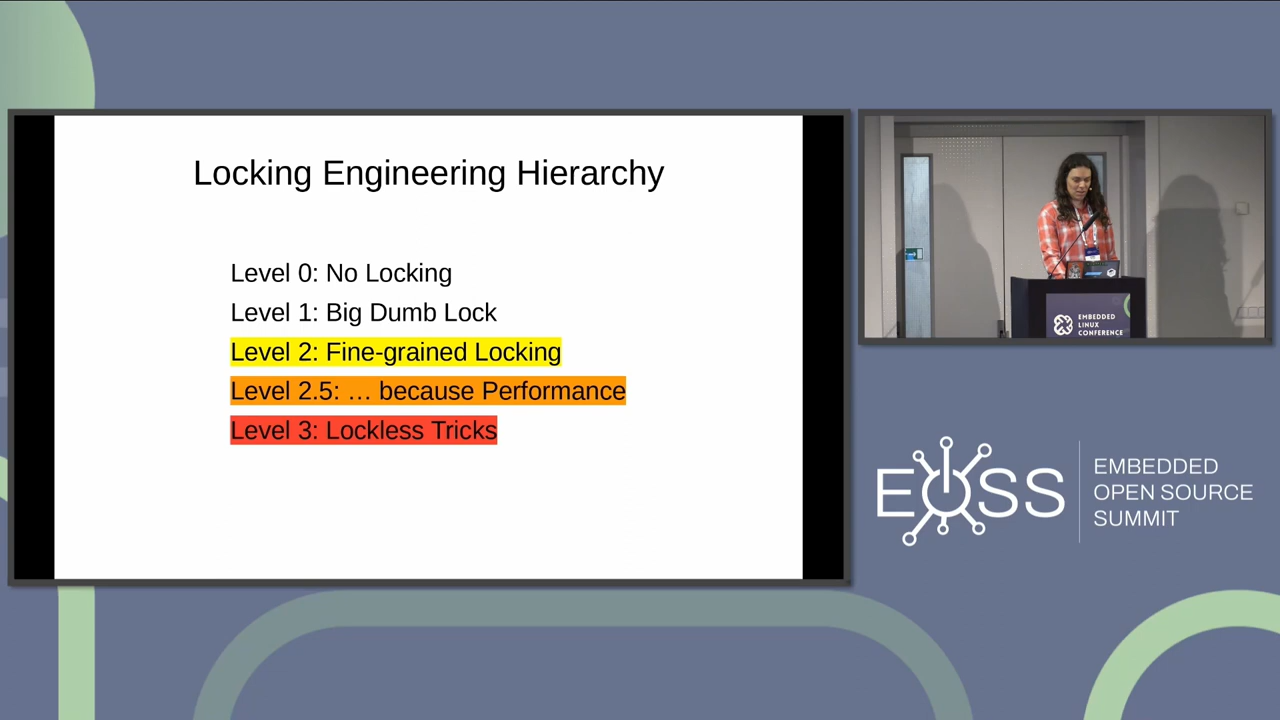 Locking Engineering Hierarchy
Level 0: No Locking
Level 1: Big Dumb Lock
Level 2: Fine-grained Locking
Level 2.5: … because Performance
Level 3: Lockless Tricks
EMBEDDED
LINUX
CONFERENCE
EOSS
EMBEDDED
OPEN SOURCE
SUMMIT